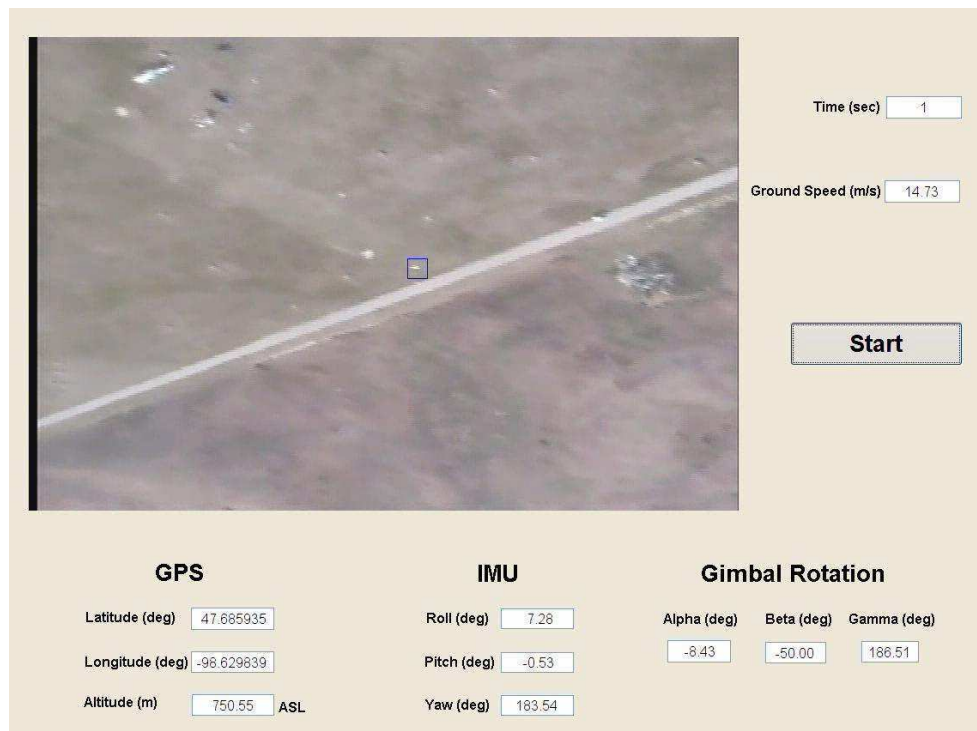 Time (sec) 1
Ground Speed (m/s) 14.73
Start
GPS
Latitude (deg) 47.685935
Longitude (deg) -98.629839
Altitude (m) 750.55 ASL
IMU
Roll (deg) 7.28
Pitch (deg) -0.53
Yaw (deg) 183.54
Gimbal Rotation
Alpha (deg) Beta (deg) Gamma (deg)
-8.43 -50.00 186.51